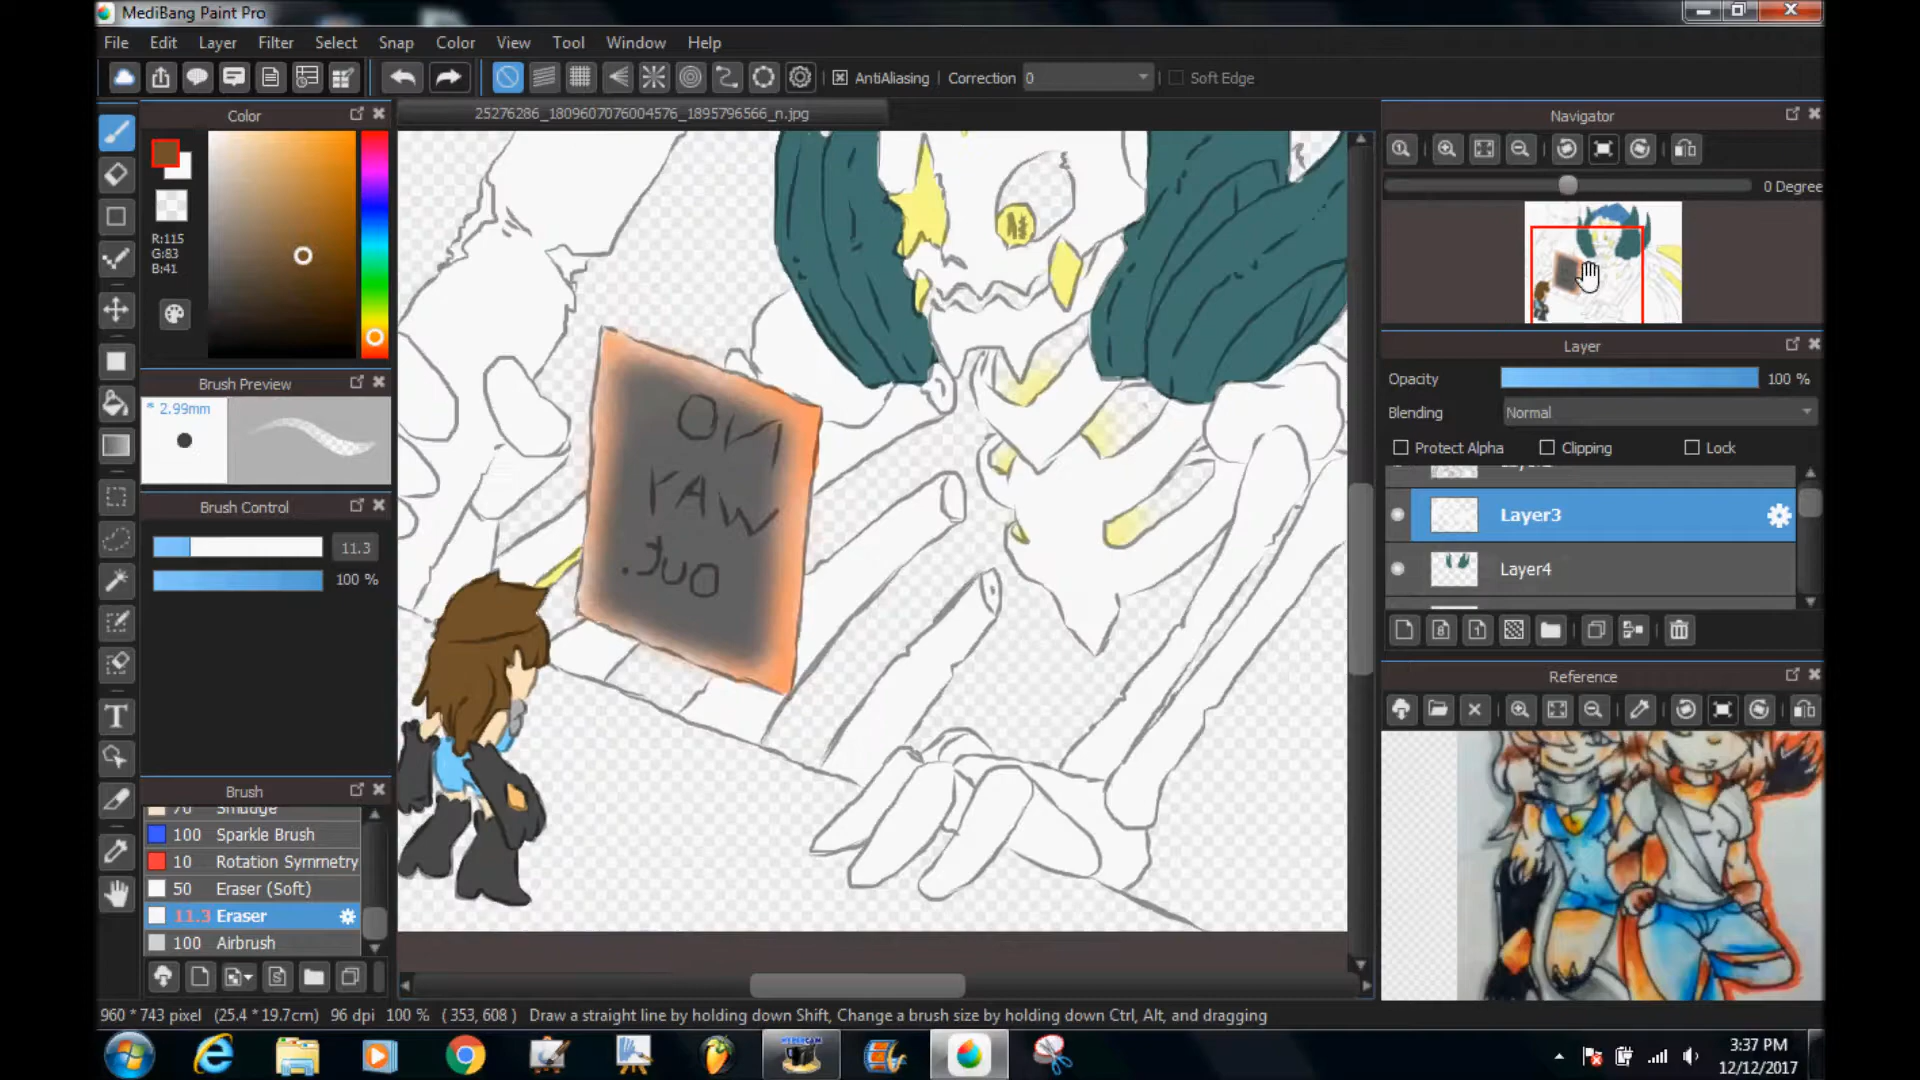 MediBang Paint Pro
File Edit Layer Filter Select Snap Color View Tool Window Help
AntiAliasing Correction 0 Soft Edge
Color
25276286_1809607076004576_1895796566_n.jpg
Navigator
0 Degree
R:115
G:83
B:41
Layer
Opacity 100 %
Blending Normal
Protect Alpha Clipping Lock
Layer3
Layer4
Brush Preview
* 2.99mm
Brush Control
11.3
100 %
NO
WAY
out.
Reference
Brush
70 Smudge
100 Sparkle Brush
10 Rotation Symmetry
50 Eraser (Soft)
11.3 Eraser
100 Airbrush
960 * 743 pixel (25.4 * 19.7cm) 96 dpi 100 % ( 353, 608 ) Draw a straight line by holding down Shift, Change a brush size by holding down Ctrl, Alt, and dragging
3:37 PM
12/12/2017